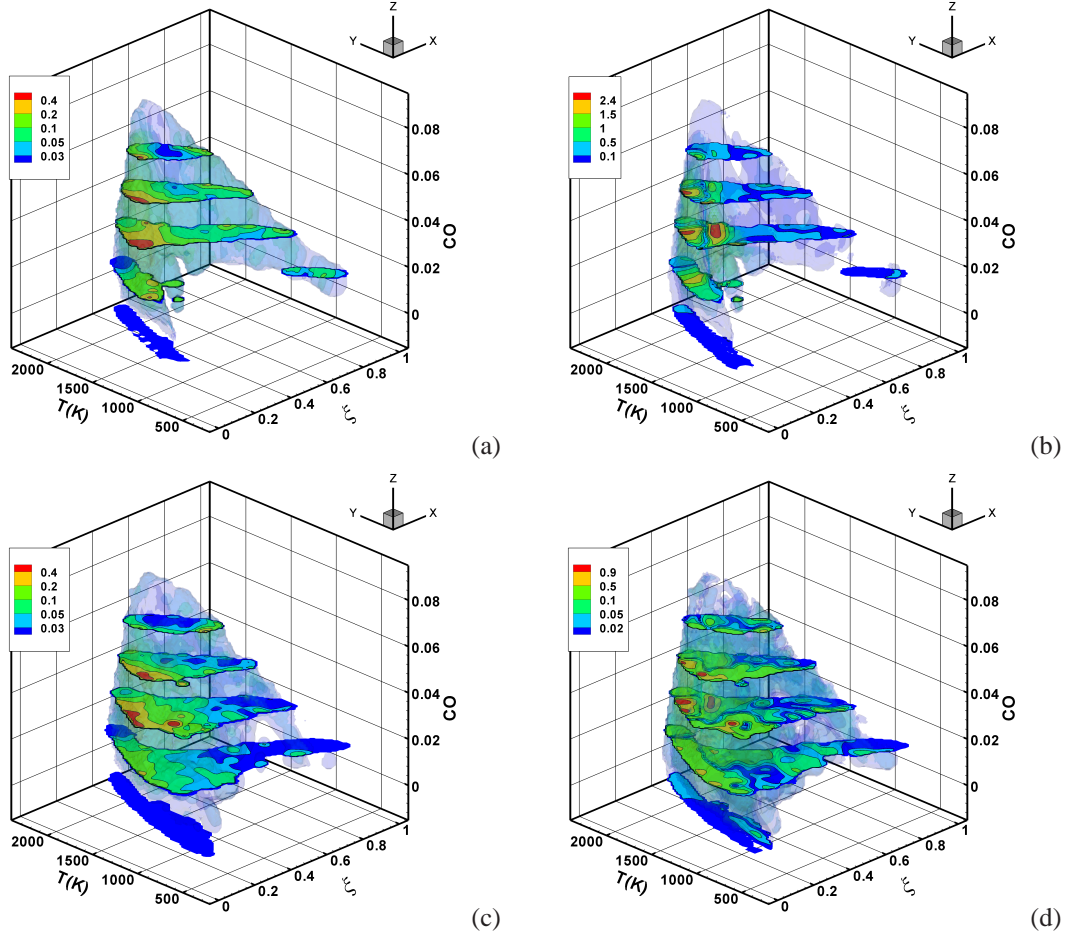 Z
Y
X
0.4
0.2
0.1
0.05
0.03
0.08
0.06
0.04
0.02
0
CO
2000
1500
1000
500
T(K)
0
0.2
0.4
0.6
0.8
1
ξ
(a)
Z
Y
X
2.4
1.5
1
0.5
0.1
0.08
0.06
0.04
0.02
0
CO
2000
1500
1000
500
T(K)
0
0.2
0.4
0.6
0.8
1
ξ
(b)
Z
Y
X
0.4
0.2
0.1
0.05
0.03
0.08
0.06
0.04
0.02
0
CO
2000
1500
1000
500
T(K)
0
0.2
0.4
0.6
0.8
1
ξ
(c)
Z
Y
X
0.9
0.5
0.1
0.05
0.02
0.08
0.06
0.04
0.02
0
CO
2000
1500
1000
500
T(K)
0
0.2
0.4
0.6
0.8
1
ξ
(d)